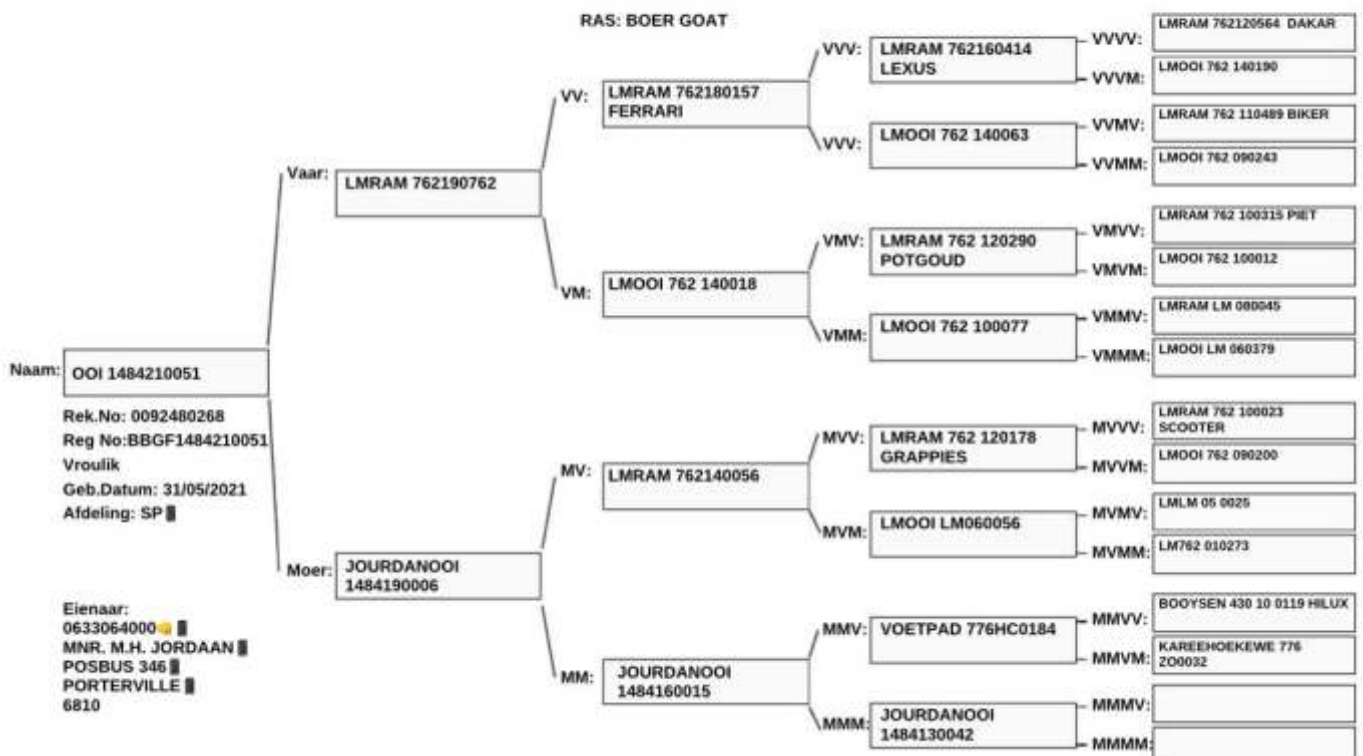 RAS: BOER GOAT
Naam:
OOI 1484210051
Rek.No: 0092480268
Reg No:BBGF1484210051
Vroulik
Geb.Datum: 31/05/2021
Afdeling: SP
Eienaar:
0633064000
MNR. M.H. JORDAAN
POSBUS 346
PORTERVILLE
6810
Vaar:
LMRAM 762190762
Moer:
JOURDANOOI
1484190006
VV:
LMRAM 762180157
FERRARI
VM:
LMOOI 762 140018
MV:
LMRAM 762140056
MM:
JOURDANOOI
1484160015
VVV:
LMRAM 762160414
LEXUS
VVV:
LMOOI 762 140063
VMV:
LMRAM 762 120290
POTGOUD
VMM:
LMOOI 762 100077
MVV:
LMRAM 762 120178
GRAPPIES
MVM:
LMOOI LM060056
MMV:
VOETPAD 776HC0184
MMM:
JOURDANOOI
1484130042
VVVV:
LMRAM 762120564 DAKAR
VVVM:
LMOOI 762 140190
VVMV:
LMRAM 762 110489 BIKER
VVMM:
LMOOI 762 090243
VMVV:
LMRAM 762 100315 PIET
VMVM:
LMOOI 762 100012
VMMV:
LMRAM LM 080045
VMMM:
LMOOI LM 060379
MVVV:
LMRAM 762 100023
SCOOTER
MVVM:
LMOOI 762 090200
MVMV:
LMLM 05 0025
MVMM:
LM762 010273
MMVV:
BOOYSEN 430 10 0119 HILUX
MMVM:
KAREEHOEKEWE 776
ZO0032
MMMV:
MMMM: